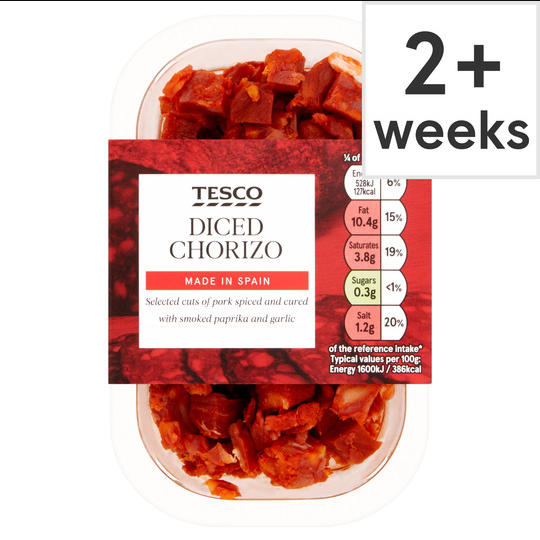 2+
weeks
¼ of
528kJ
127kcal
6%
Fat
10.4g
15%
Saturates
3.8g
19%
Sugars
0.3g
<1%
Salt
1.2g
20%
of the reference intake*
Typical values per 100g:
Energy 1600kJ / 386kcal
TESCO
DICED
CHORIZO
MADE IN SPAIN
Selected cuts of pork spiced and cured
with smoked paprika and garlic